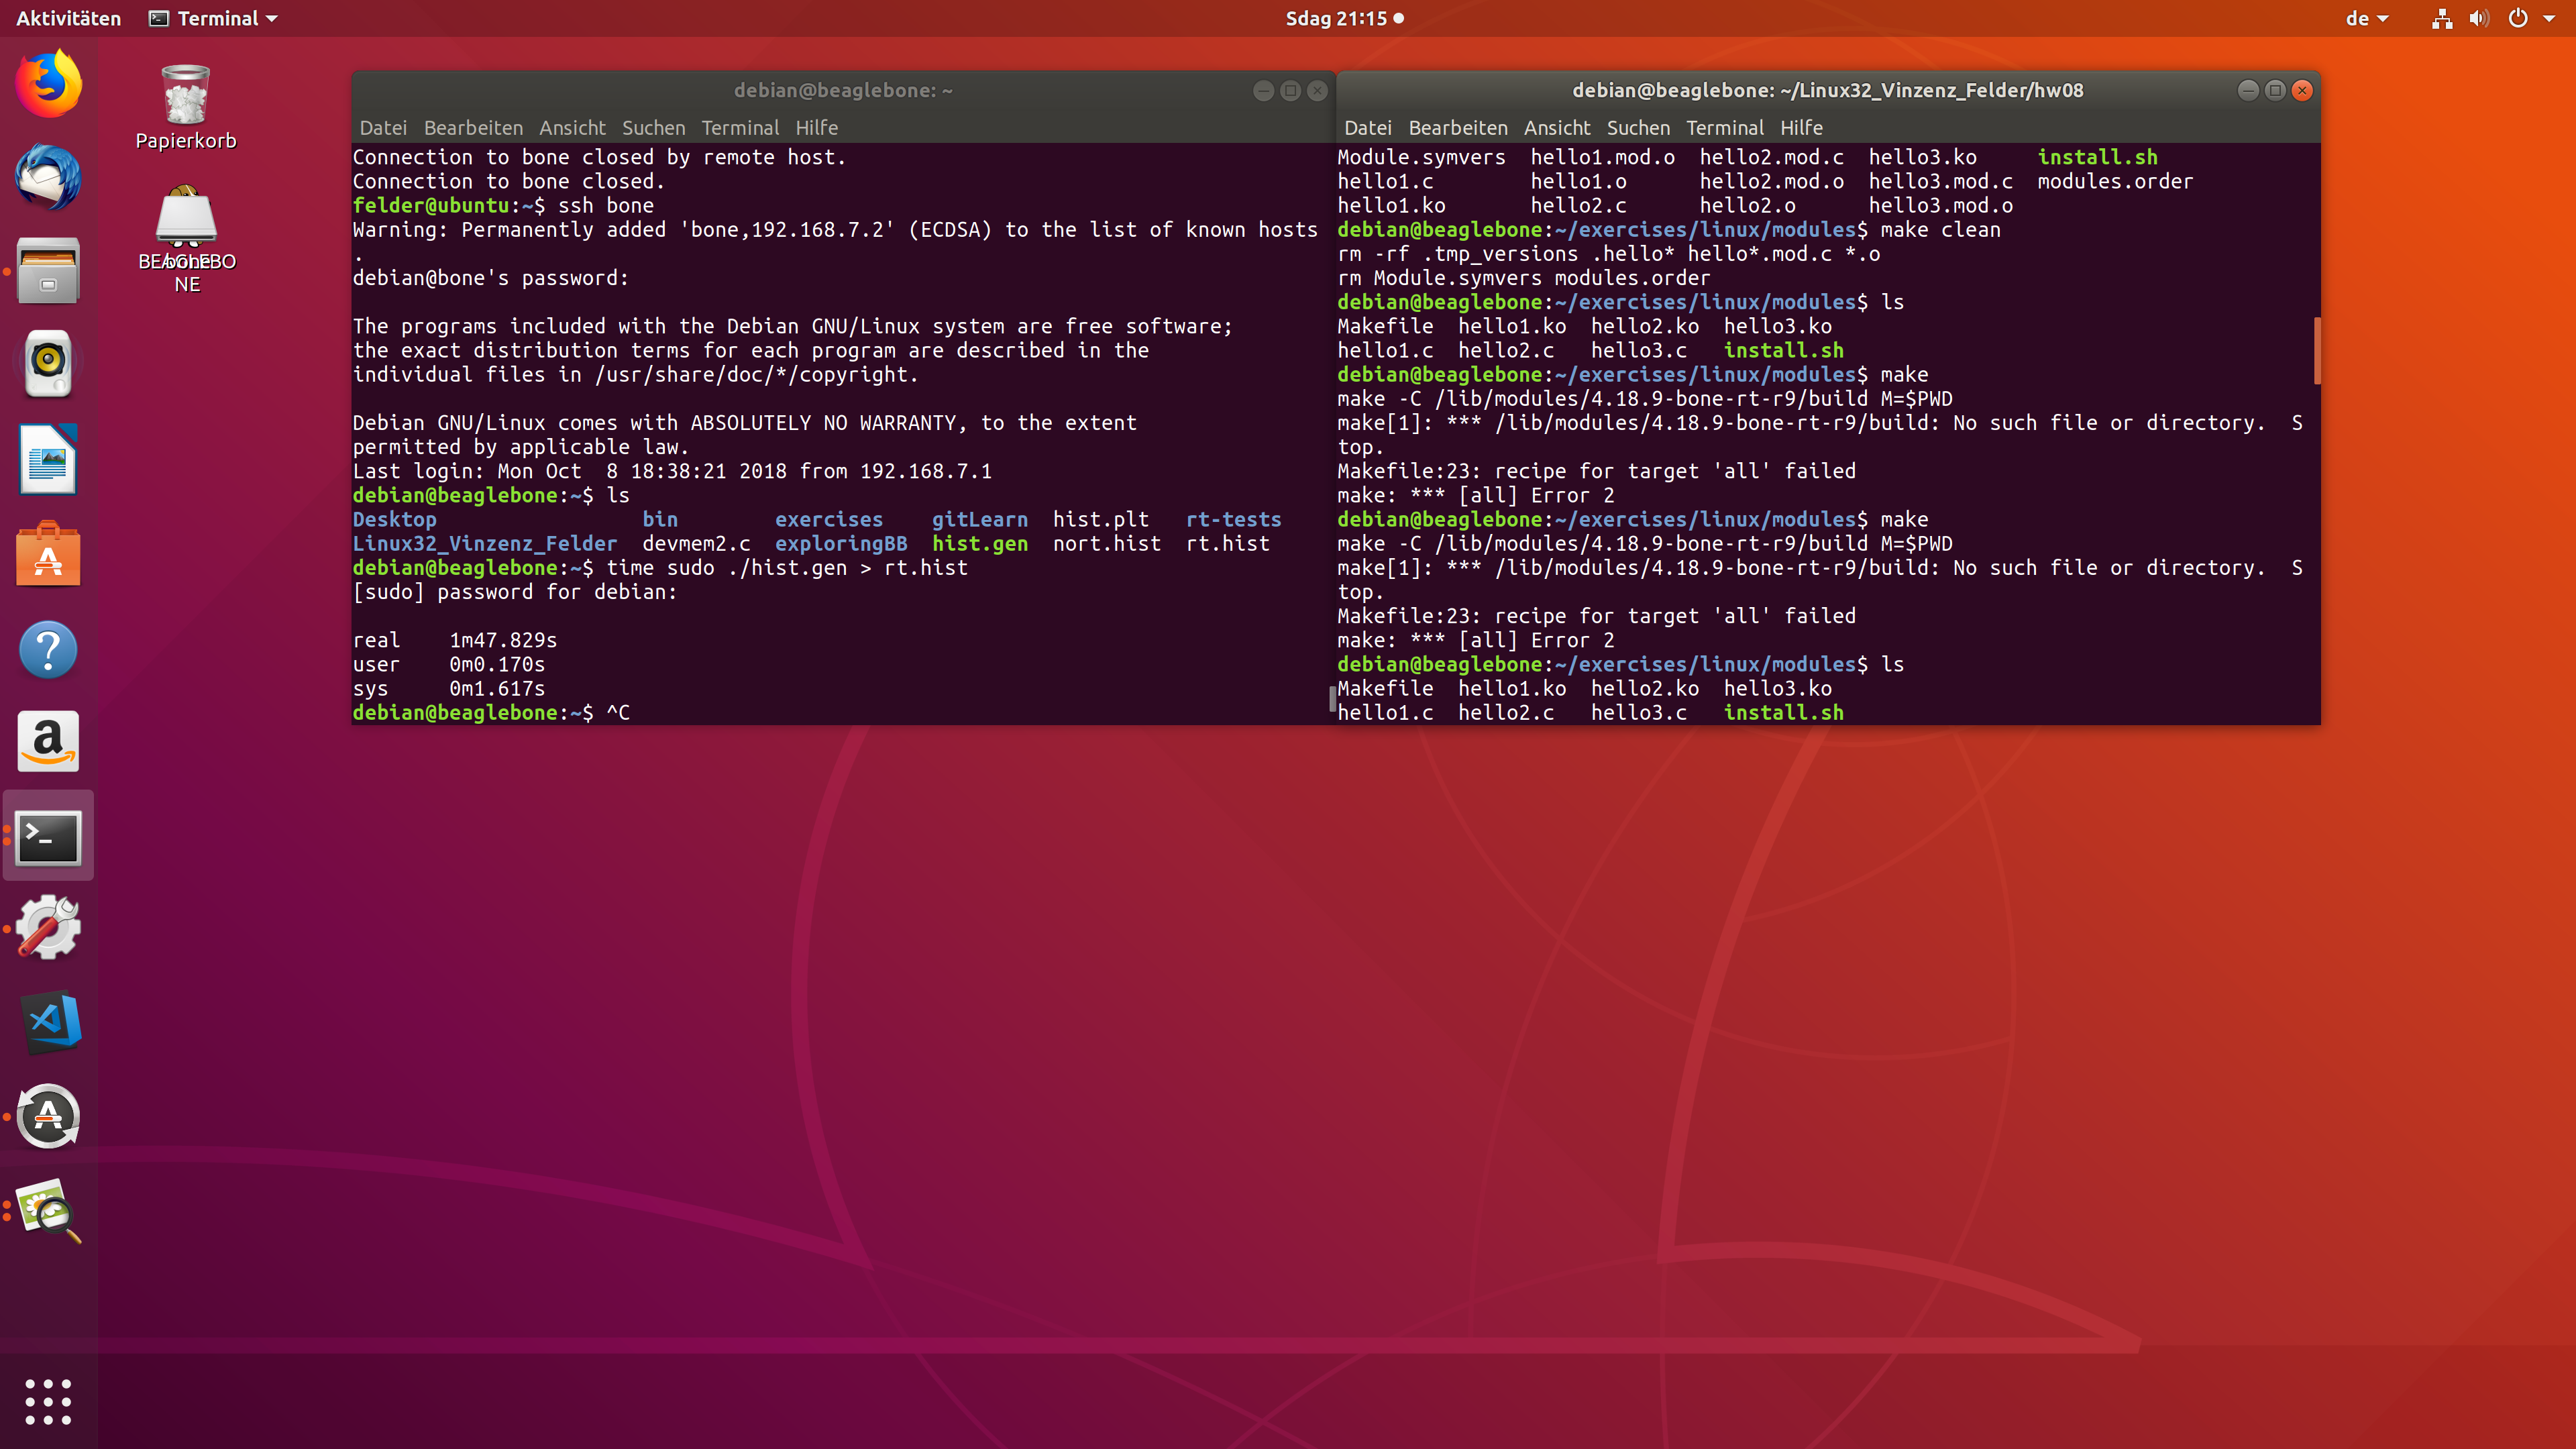 Aktivitäten
Terminal
Sdag 21:15
de
Papierkorb
NE
debian@beaglebone: ~
Datei Bearbeiten Ansicht Suchen Terminal Hilfe
Connection to bone closed by remote host.
Connection to bone closed.
felder@ubuntu:~$ ssh bone
Warning: Permanently added 'bone,192.168.7.2' (ECDSA) to the list of known hosts
.
debian@bone's password:
The programs included with the Debian GNU/Linux system are free software;
the exact distribution terms for each program are described in the
individual files in /usr/share/doc/*/copyright.
Debian GNU/Linux comes with ABSOLUTELY NO WARRANTY, to the extent
permitted by applicable law.
Last login: Mon Oct  8 18:38:21 2018 from 192.168.7.1
debian@beaglebone:~$ ls
Desktop bin exercises gitLearn hist.plt rt-tests
Linux32_Vinzenz_Felder devmem2.c exploringBB hist.gen nort.hist rt.hist
debian@beaglebone:~$ time sudo ./hist.gen > rt.hist
[sudo] password for debian:
real 1m47.829s
user 0m0.170s
sys 0m1.617s
debian@beaglebone:~$ ^C
debian@beaglebone: ~/Linux32_Vinzenz_Felder/hw08
Datei Bearbeiten Ansicht Suchen Terminal Hilfe
Module.symvers hello1.mod.o hello2.mod.c hello3.ko install.sh
hello1.c hello1.o hello2.mod.o hello3.mod.c modules.order
hello1.ko hello2.c hello2.o hello3.mod.o
debian@beaglebone:~/exercises/linux/modules$ make clean
rm -rf .tmp_versions .hello* hello*.mod.c *.o
rm Module.symvers modules.order
debian@beaglebone:~/exercises/linux/modules$ ls
Makefile hello1.ko hello2.ko hello3.ko
hello1.c hello2.c hello3.c install.sh
debian@beaglebone:~/exercises/linux/modules$ make
make -C /lib/modules/4.18.9-bone-rt-r9/build M=$PWD
make[1]: *** /lib/modules/4.18.9-bone-rt-r9/build: No such file or directory.  S
top.
Makefile:23: recipe for target 'all' failed
make: *** [all] Error 2
debian@beaglebone:~/exercises/linux/modules$ make
make -C /lib/modules/4.18.9-bone-rt-r9/build M=$PWD
make[1]: *** /lib/modules/4.18.9-bone-rt-r9/build: No such file or directory.  S
top.
Makefile:23: recipe for target 'all' failed
make: *** [all] Error 2
debian@beaglebone:~/exercises/linux/modules$ ls
Makefile hello1.ko hello2.ko hello3.ko
hello1.c hello2.c hello3.c install.sh